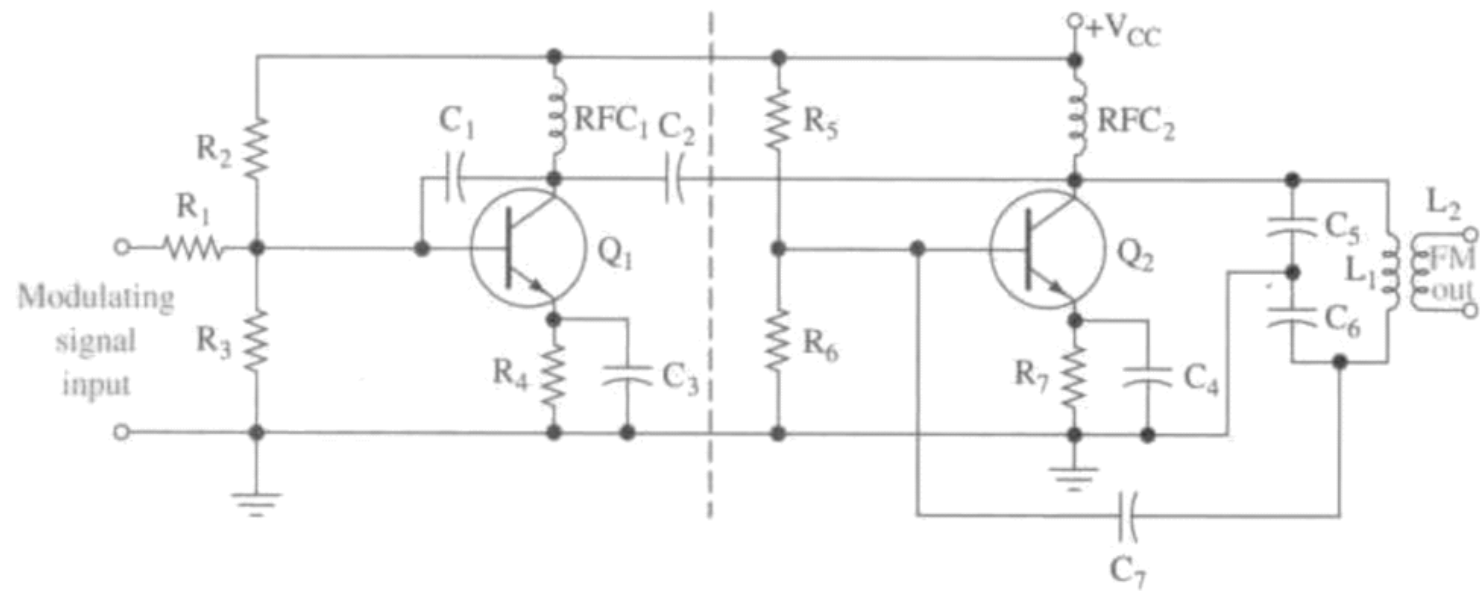 +V_CC
C₁
RFC₁
C₂
R₅
RFC₂
R₂
R₁
Q₁
Q₂
C₅
L₁
L₂
FM
out
Modulating
signal
input
R₃
R₄
C₃
R₆
R₇
C₄
C₆
C₇